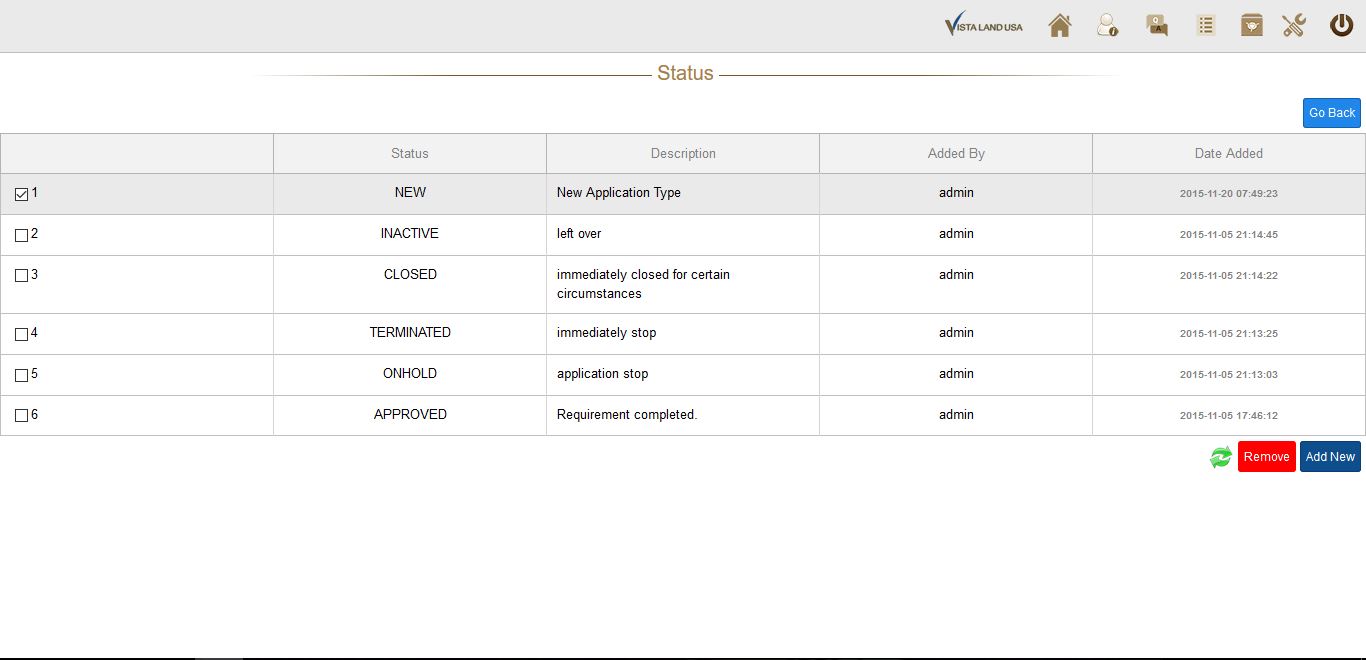 VISTA LAND USA
Status
Go Back
Status Description Added By Date Added
1 NEW New Application Type admin 2015-11-20 07:49:23
2 INACTIVE left over admin 2015-11-05 21:14:45
3 CLOSED immediately closed for certain admin 2015-11-05 21:14:22
circumstances
4 TERMINATED immediately stop admin 2015-11-05 21:13:25
5 ONHOLD application stop admin 2015-11-05 21:13:03
6 APPROVED Requirement completed. admin 2015-11-05 17:46:12
Remove Add New